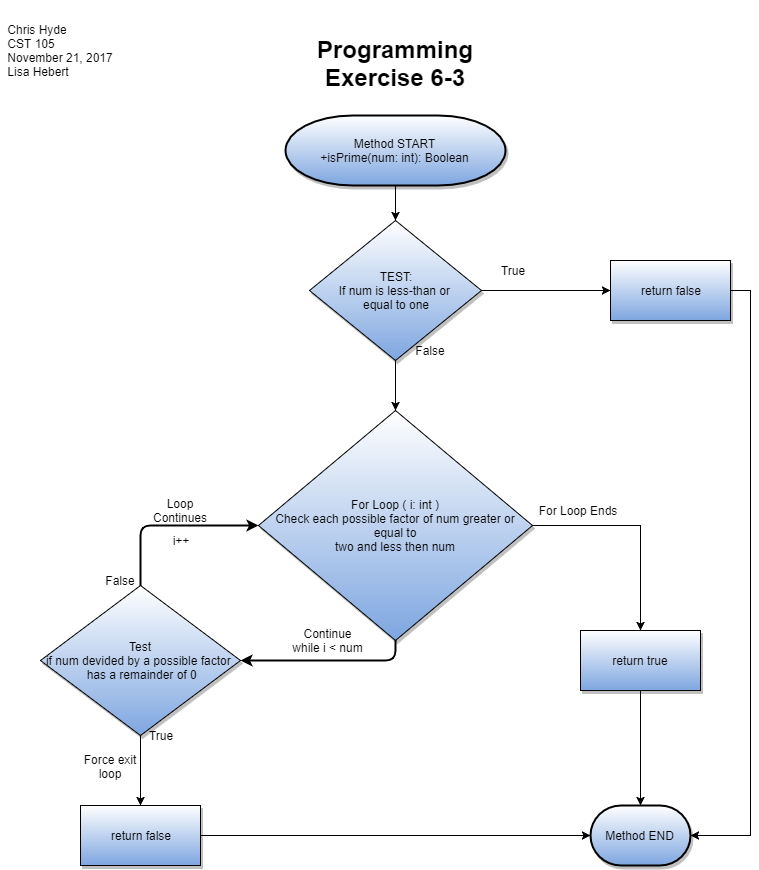 Chris Hyde
CST 105
November 21, 2017
Lisa Hebert
Programming
Exercise 6-3
Method START
+isPrime(num: int): Boolean
TEST:
If num is less-than or
equal to one
True
return false
False
For Loop ( i: int )
Check each possible factor of num greater or
equal to
two and less then num
For Loop Ends
Loop
Continues
i++
False
Continue
while i < num
Test
if num devided by a possible factor
has a remainder of 0
return true
True
Force exit
loop
return false
Method END